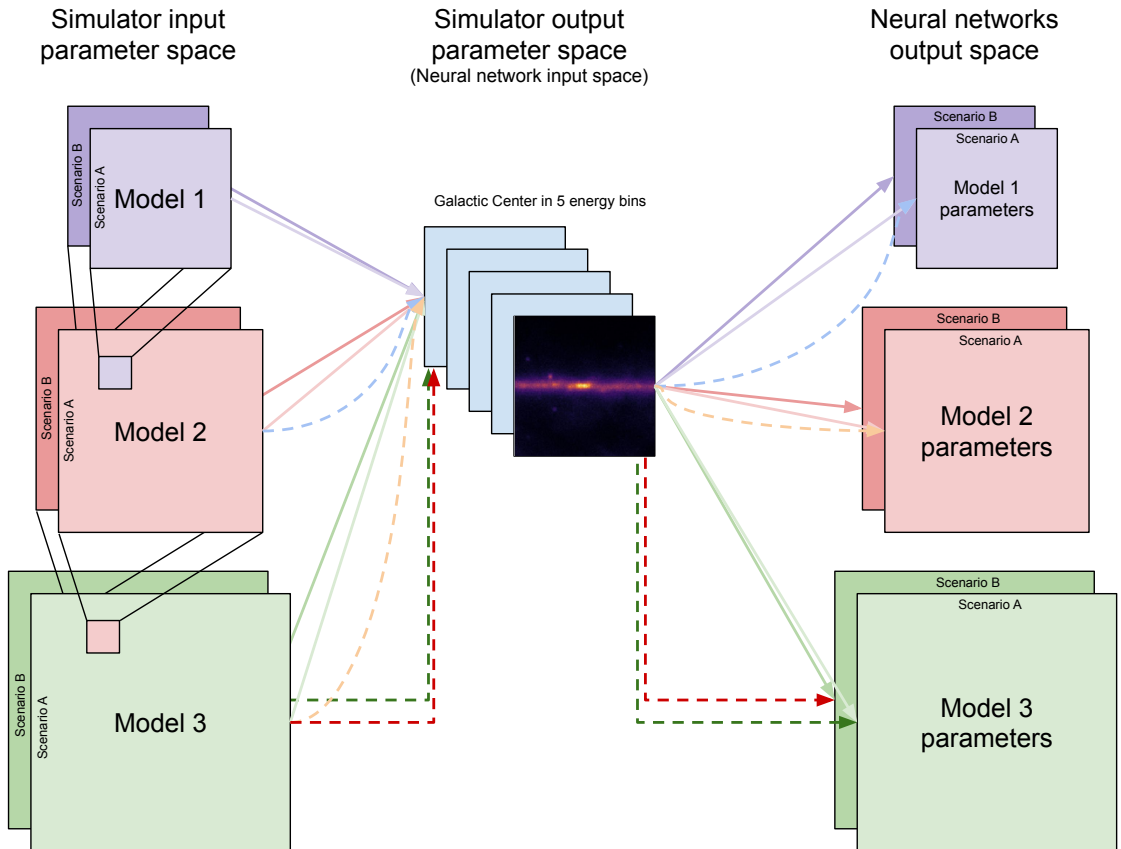 Simulator input
parameter space
Simulator output
parameter space
(Neural network input space)
Neural networks
output space
Scenario B
Scenario A
Model 1
Galactic Center in 5 energy bins
Scenario B
Scenario A
Model 1
parameters
Scenario B
Scenario A
Model 2
Scenario B
Scenario A
Model 2
parameters
Scenario B
Scenario A
Model 3
Scenario B
Scenario A
Model 3
parameters